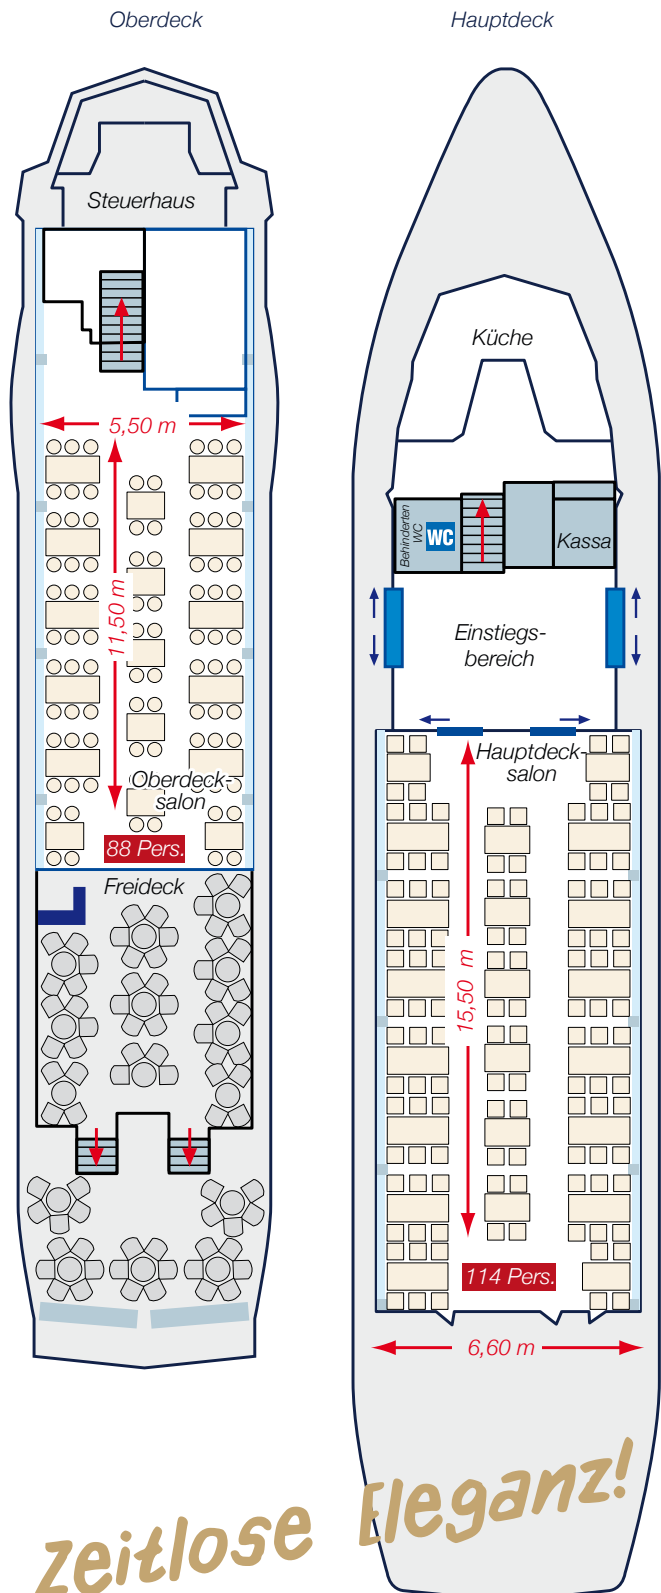 Oberdeck
Steuerhaus
5,50 m
11,50 m
Oberdeck-
salon
88 Pers.
Freideck
Hauptdeck
Küche
Behinderten
WC
WC
Kassa
Einstiegs-
bereich
Hauptdeck-
salon
15,50 m
114 Pers.
6,60 m
zeitlose Eleganz!